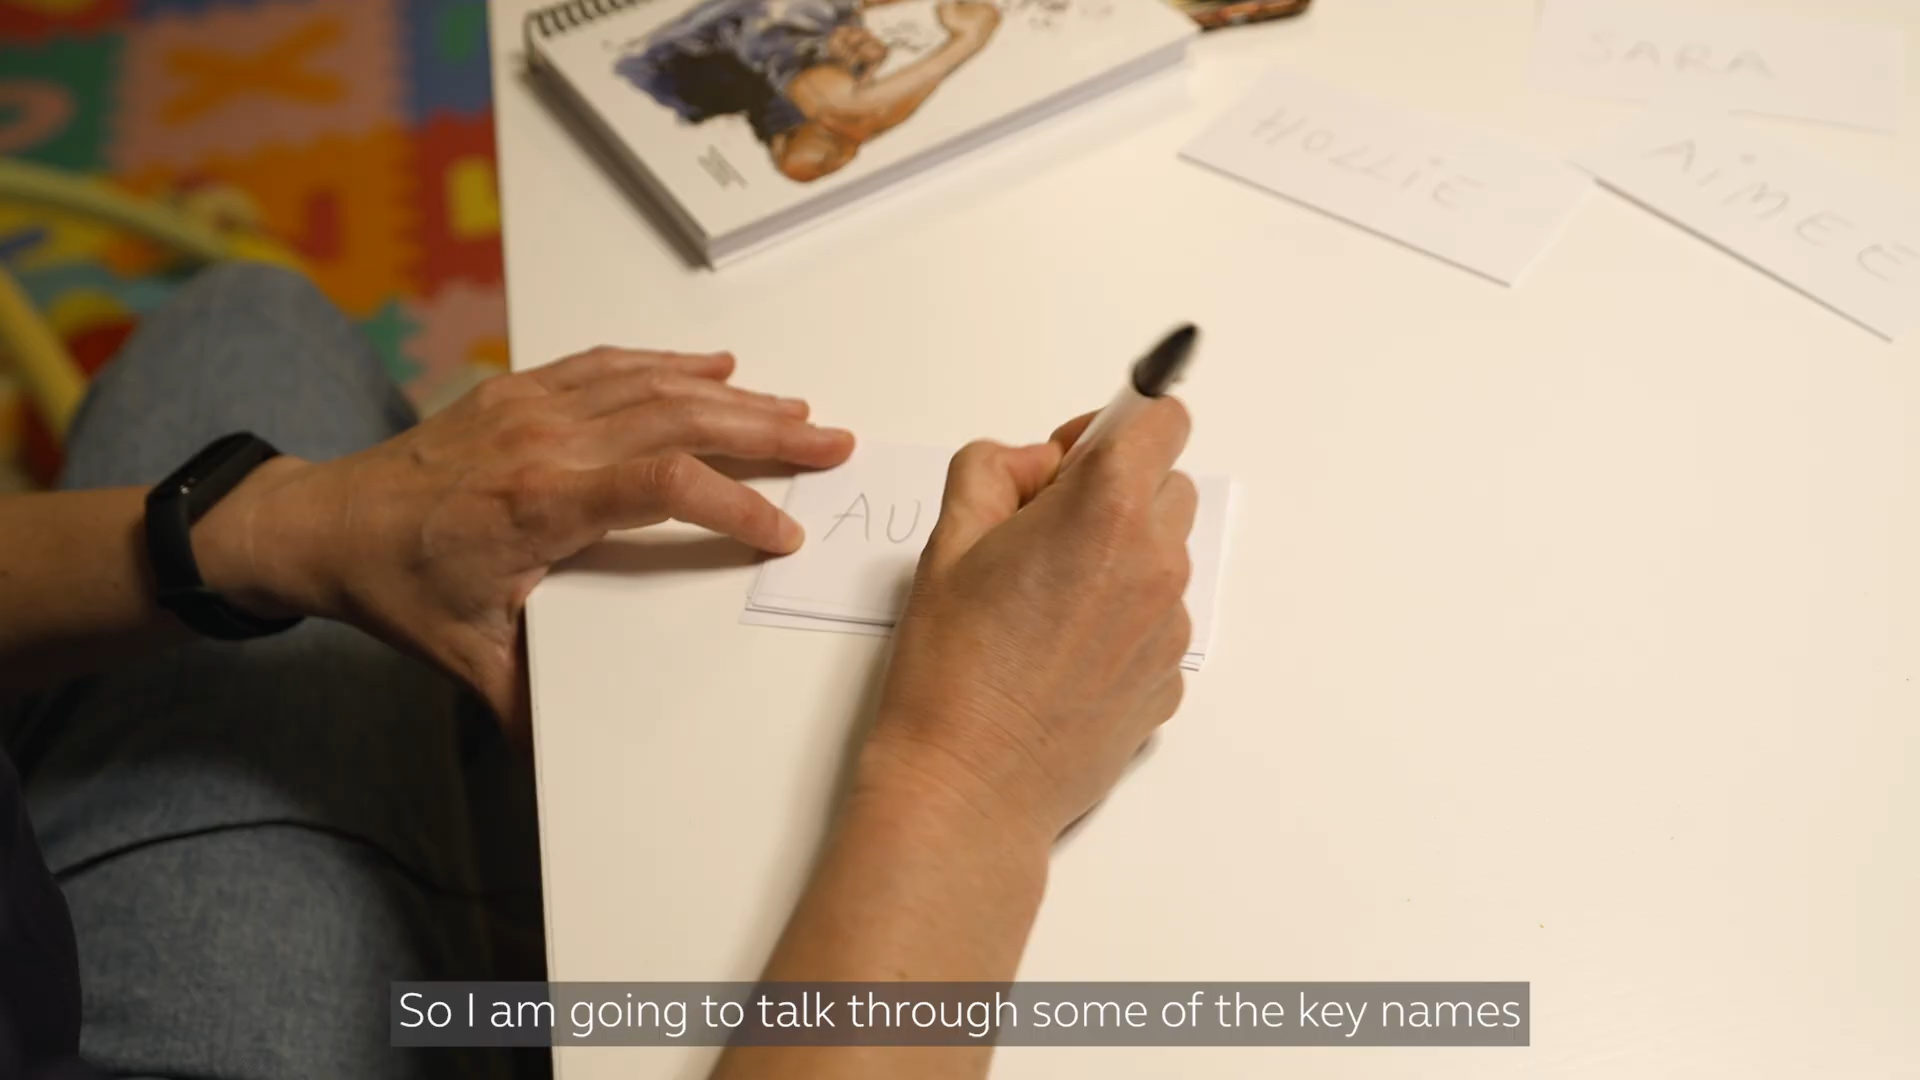 SARA
HOLLiE
AiMEE
AU
So I am going to talk through some of the key names